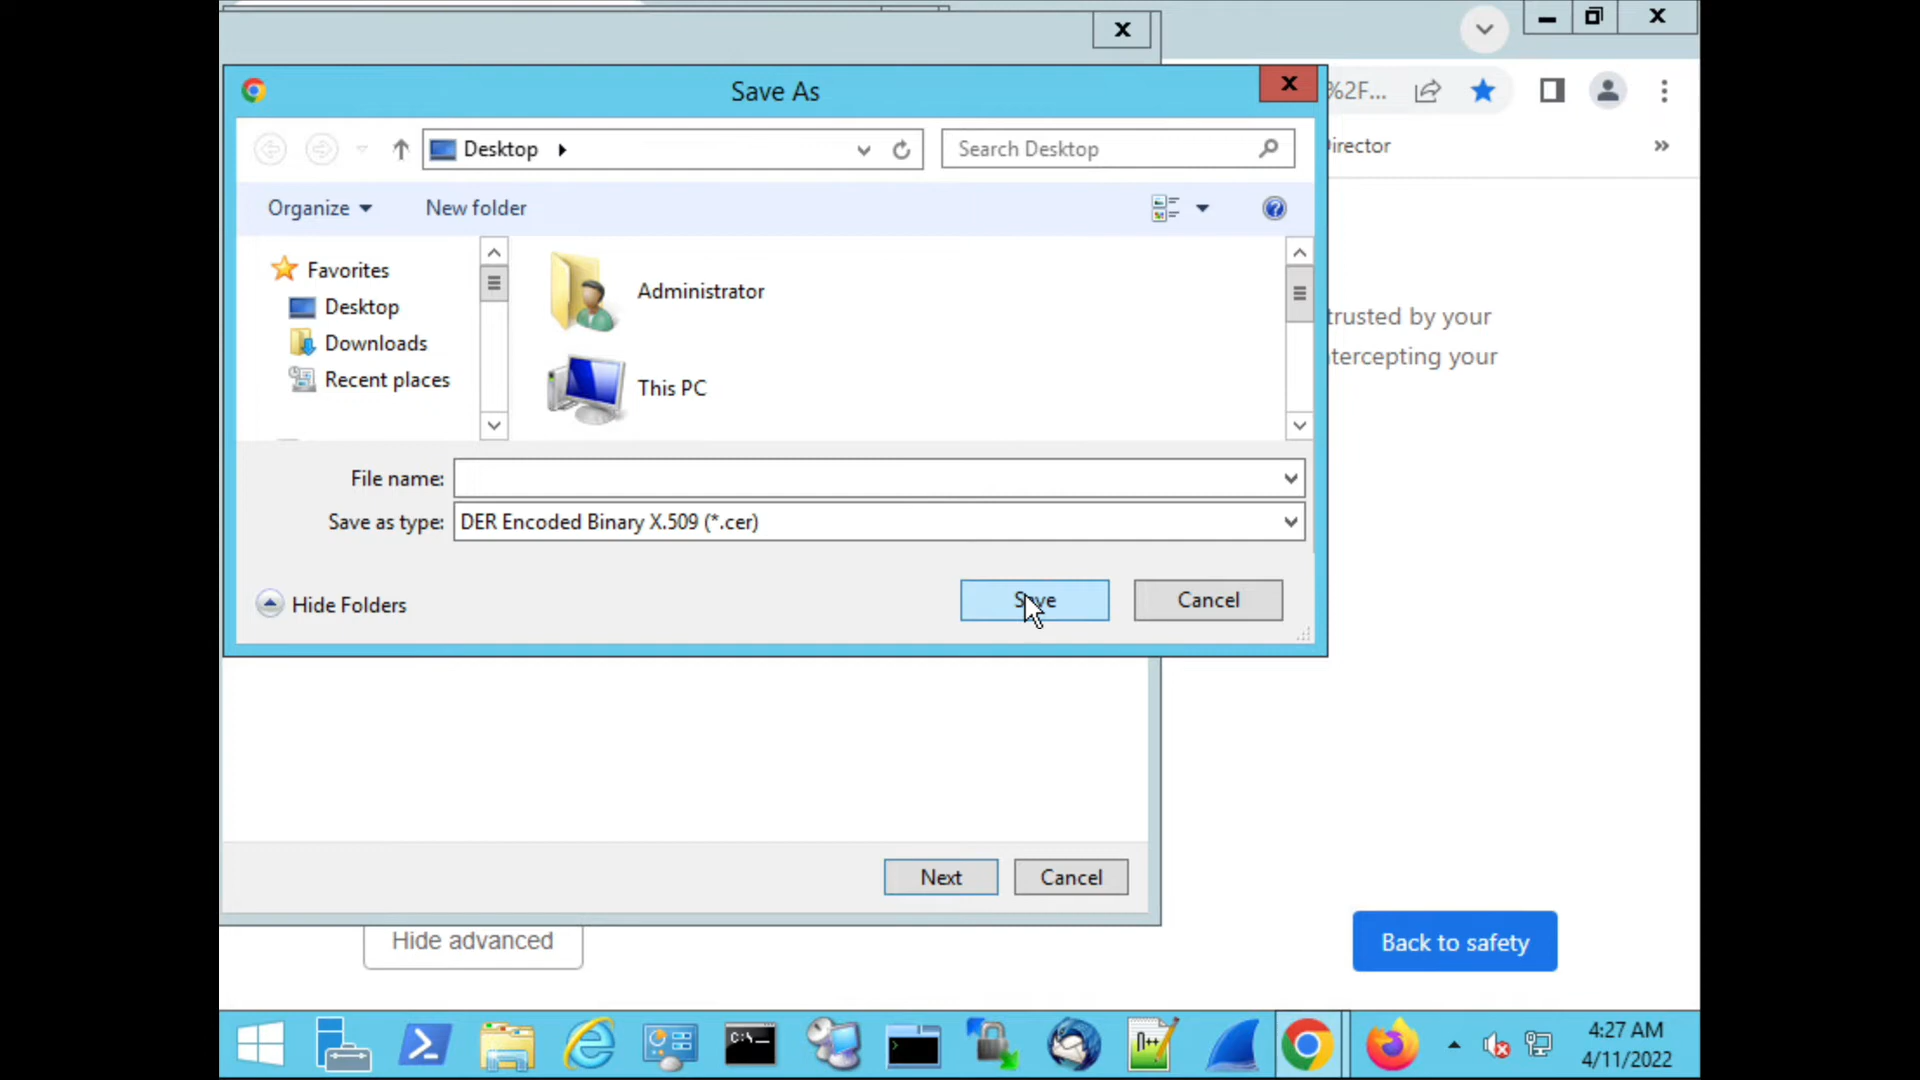 X
%2F...
Save As
X
Desktop
Search Desktop
irector
»
Organize
New folder
Favorites
Administrator
Desktop
Downloads
Recent places
This PC
trusted by your
tercepting your
File name:
Save as type: DER Encoded Binary X.509 (*.cer)
Hide Folders
Save
Cancel
Next
Cancel
Hide advanced
Back to safety
C:\_
N++
4:27 AM
4/11/2022